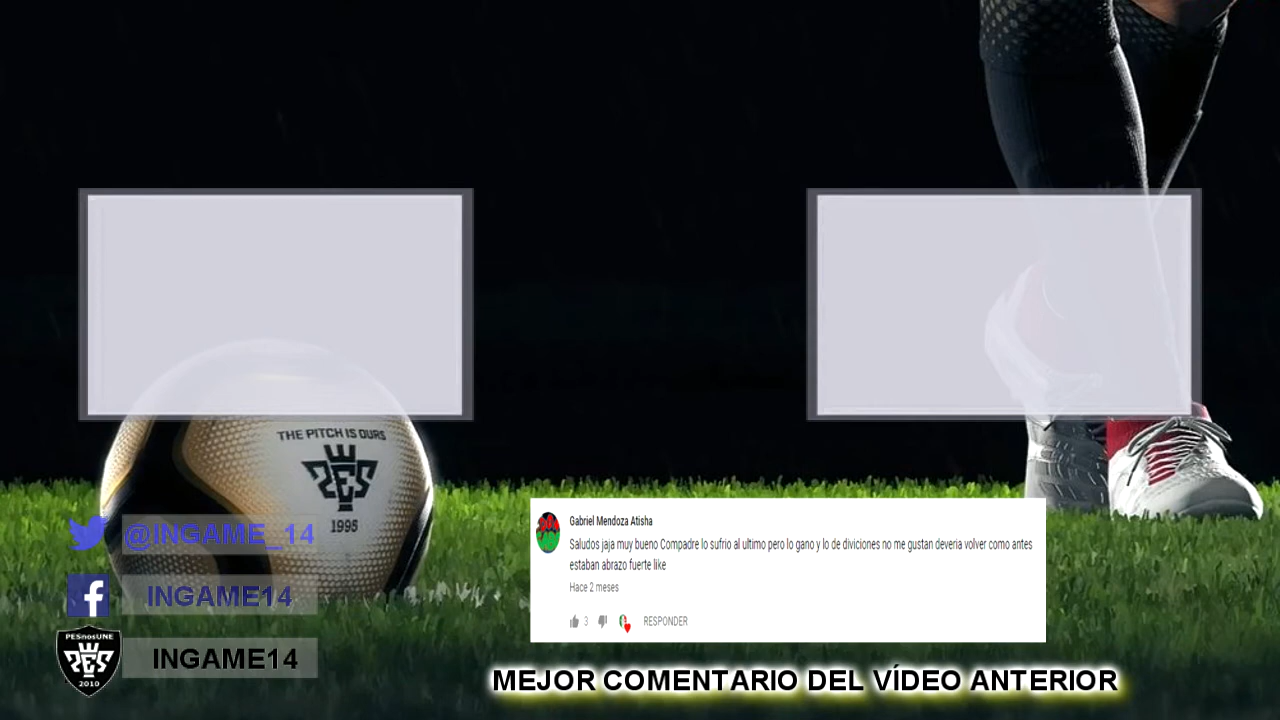 THE PITCH IS OURS
PES
1995
@INGAME_14
INGAME14
PESnosUNE
PES
2010
INGAME14
Gabriel Mendoza Atisha
Saludos jaja muy bueno Compadre lo sufrio al ultimo pero lo gano y lo de diviciones no me gustan deveria volver como antes
estaban abrazo fuerte like
Hace 2 meses
3 RESPONDER
MEJOR COMENTARIO DEL VÍDEO ANTERIOR